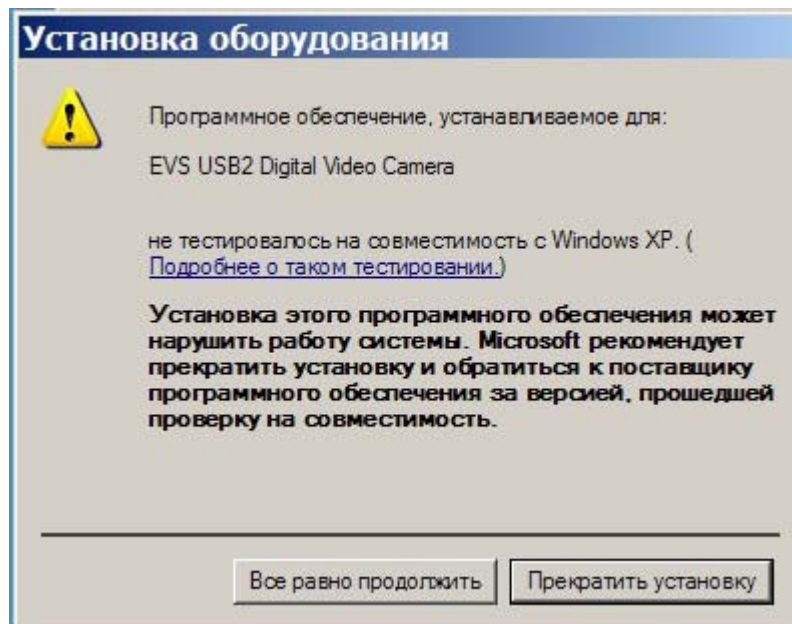 Установка оборудования
Программное обеспечение, устанавливаемое для:
EVS USB2 Digital Video Camera
не тестировалось на совместимость с Windows XP. (
Подробнее о таком тестировании.)
Установка этого программного обеспечения может
нарушить работу системы. Microsoft рекомендует
прекратить установку и обратиться к поставщику
программного обеспечения за версией, прошедшей
проверку на совместимость.
Все равно продолжить
Прекратить установку